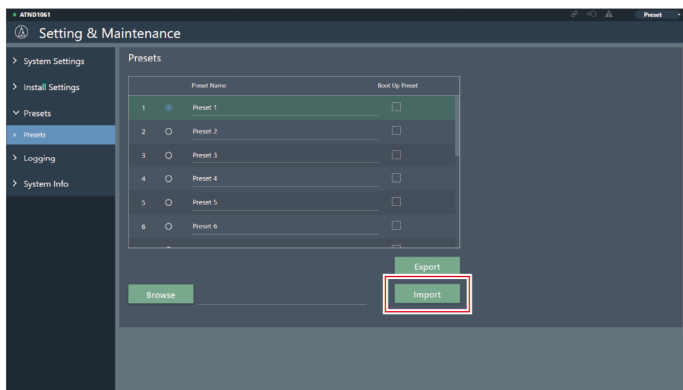 ATND1061
Preset
Setting & Maintenance
System Settings
Install Settings
Presets
Presets
Logging
System Info
Presets
Preset Name Boot Up Preset
1 Preset 1
2 Preset 2
3 Preset 3
4 Preset 4
5 Preset 5
6 Preset 6
Export
Browse
Import